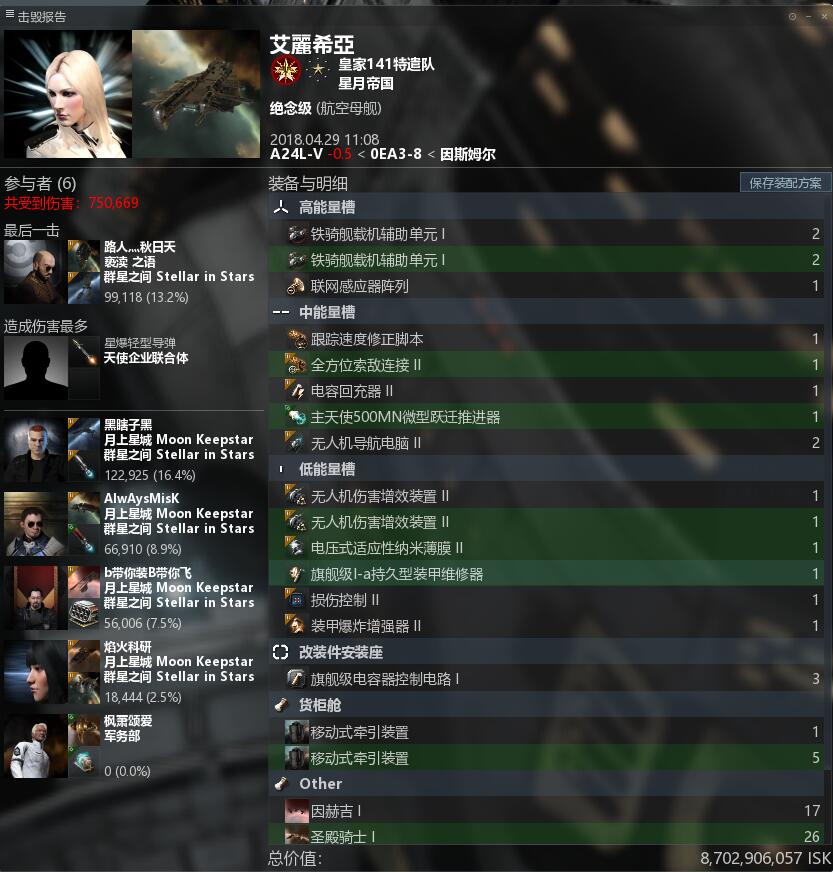 击毁报告
艾麗希亞
皇家141特遣队
星月帝国
绝念级 (航空母舰)
2018.04.29 11:08
A24L-V -0.5 < 0EA3-8 < 因斯姆尔
参与者 (6)
共受到伤害: 750,669
最后一击
路人灬秋日天
亵渎 之语
群星之间 Stellar in Stars
99,118 (13.2%)
造成伤害最多
星爆轻型导弹
天使企业联合体
黑瞎子黑
月上星城 Moon Keepstar
群星之间 Stellar in Stars
122,925 (16.4%)
AlwAysMisK
月上星城 Moon Keepstar
群星之间 Stellar in Stars
66,910 (8.9%)
b带你装B带你飞
月上星城 Moon Keepstar
群星之间 Stellar in Stars
56,006 (7.5%)
焰火科研
月上星城 Moon Keepstar
群星之间 Stellar in Stars
18,444 (2.5%)
枫萧颂爱
军务部
0 (0.0%)
装备与明细
保存装配方案
高能量槽
铁骑舰载机辅助单元 I 2
铁骑舰载机辅助单元 I 2
联网感应器阵列 1
中能量槽
跟踪速度修正脚本 1
全方位索敌连接 II 1
电容回充器 II 1
主天使500MN微型跃迁推进器 1
无人机导航电脑 II 2
低能量槽
无人机伤害增效装置 II 1
无人机伤害增效装置 II 1
电压式适应性纳米薄膜 II 1
旗舰级I-a持久型装甲维修器 1
损伤控制 II 1
装甲爆炸增强器 II 1
改装件安装座
旗舰级电容器控制电路 I 3
货柜舱
移动式牵引装置 1
移动式牵引装置 5
Other
因赫吉 I 17
圣殿骑士 I 26
总价值: 8,702,906,057 ISK